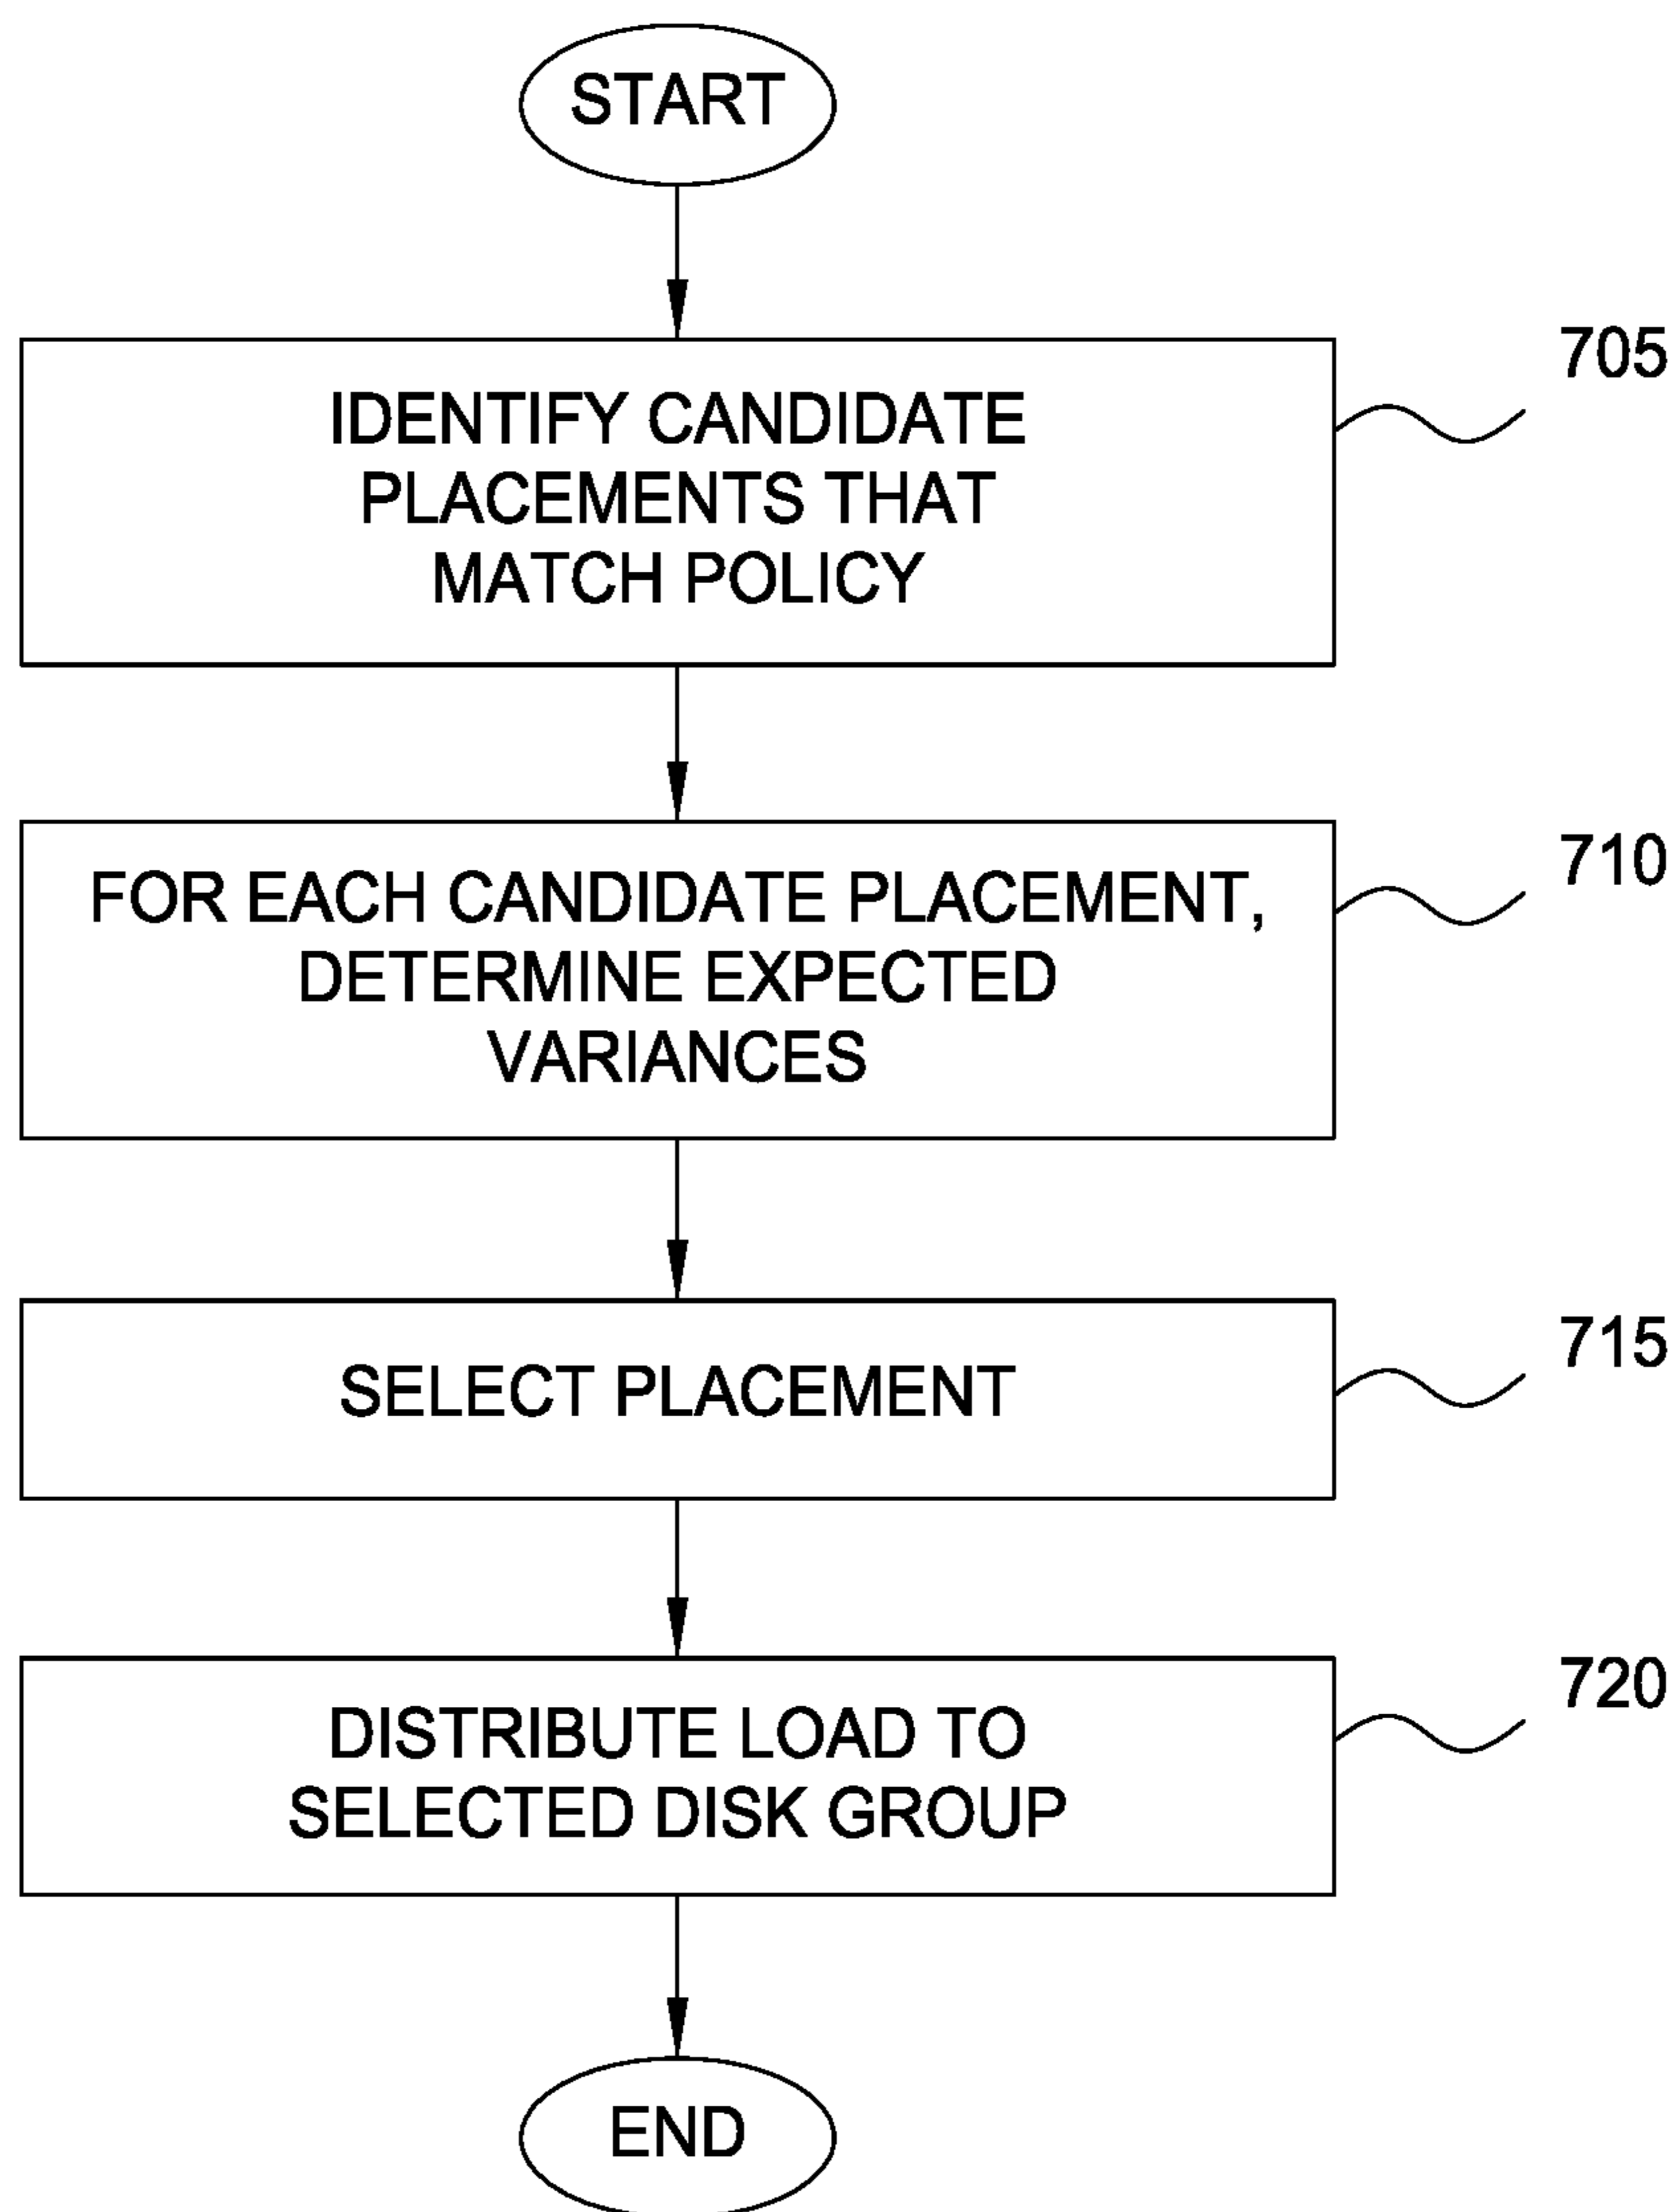 START
705
IDENTIFY CANDIDATE
PLACEMENTS THAT
MATCH POLICY
710
FOR EACH CANDIDATE PLACEMENT,
DETERMINE EXPECTED
VARIANCES
715
SELECT PLACEMENT
720
DISTRIBUTE LOAD TO
SELECTED DISK GROUP
END